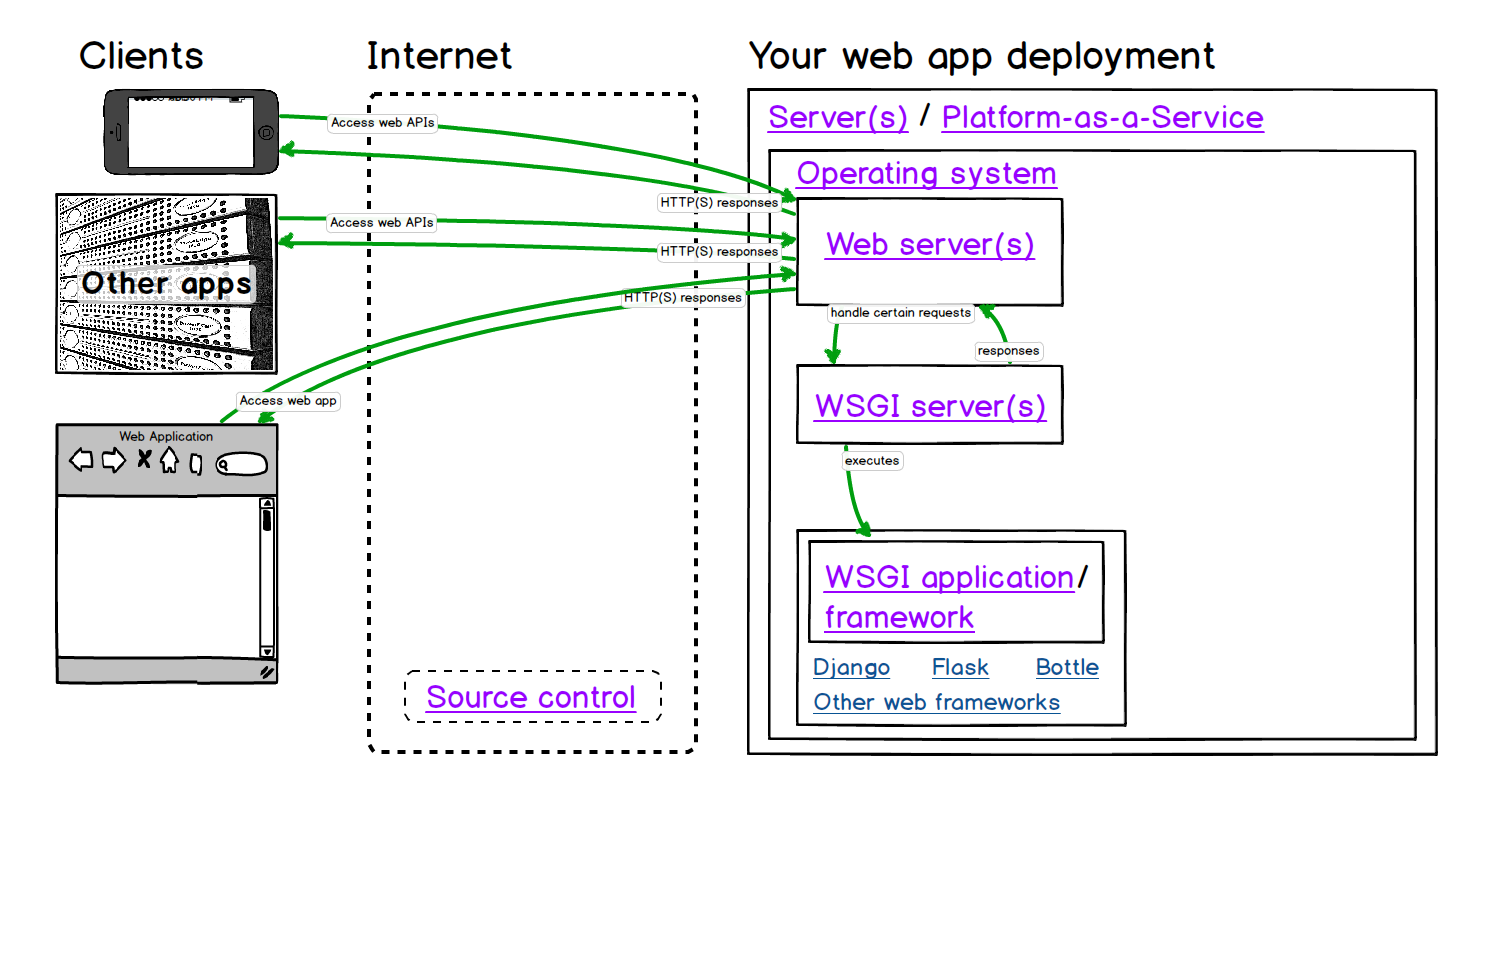 Clients
Internet
Your web app deployment
Server(s) / Platform-as-a-Service
Access web APIs
Operating system
HTTP(S) responses
Access web APIs
Web server(s)
HTTP(S) responses
Other apps
HTTP(S) responses
handle certain requests
responses
Access web app
WSGI server(s)
Web Application
executes
WSGI application/
framework
Django Flask Bottle
Source control
Other web frameworks